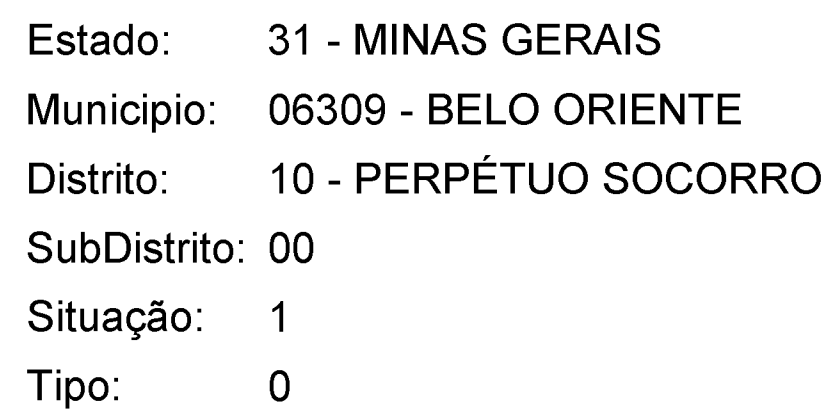 Estado: 31 - MINAS GERAIS
Municipio: 06309 - BELO ORIENTE
Distrito: 10 - PERPÉTUO SOCORRO
SubDistrito: 00
Situação: 1
Tipo: 0